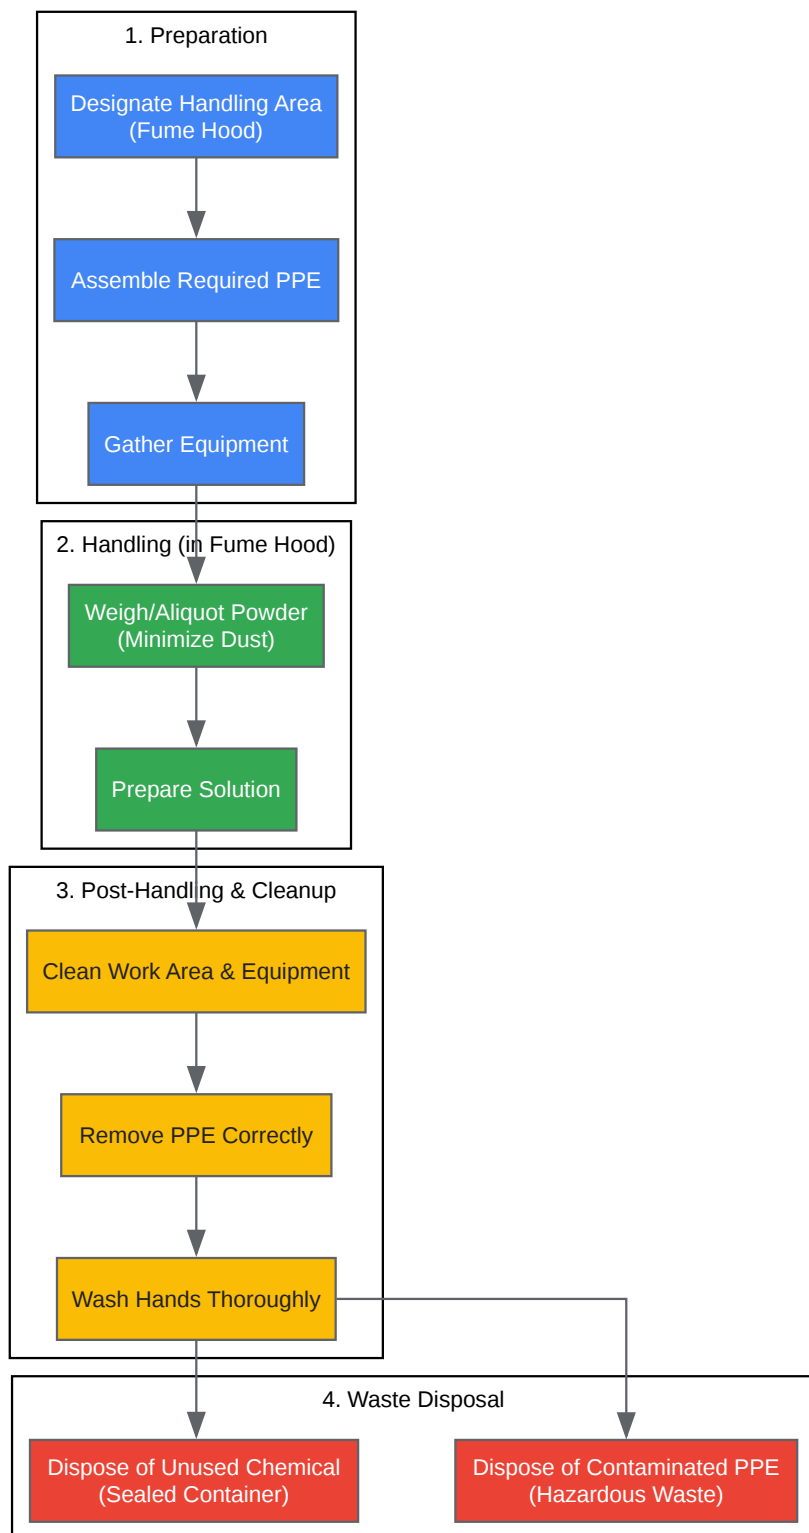 1. Preparation
Designate Handling Area
(Fume Hood)
Assemble Required PPE
Gather Equipment
2. Handling (in Fume Hood)
Weigh/Aliquot Powder
(Minimize Dust)
Prepare Solution
3. Post-Handling & Cleanup
Clean Work Area & Equipment
Remove PPE Correctly
Wash Hands Thoroughly
4. Waste Disposal
Dispose of Unused Chemical
(Sealed Container)
Dispose of Contaminated PPE
(Hazardous Waste)